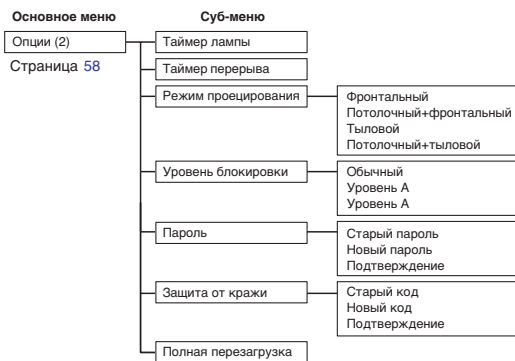 Основное меню
Суб-меню
Опции (2)
Страница 58
Таймер лампы
Таймер перерыва
Режим проецирования
Фронтальный
Потолочный+фронтальный
Тыловой
Потолочный+тыловой
Уровень блокировки
Обычный
Уровень А
Уровень А
Пароль
Старый пароль
Новый пароль
Подтверждение
Защита от кражи
Старый код
Новый код
Подтверждение
Полная перезагрузка